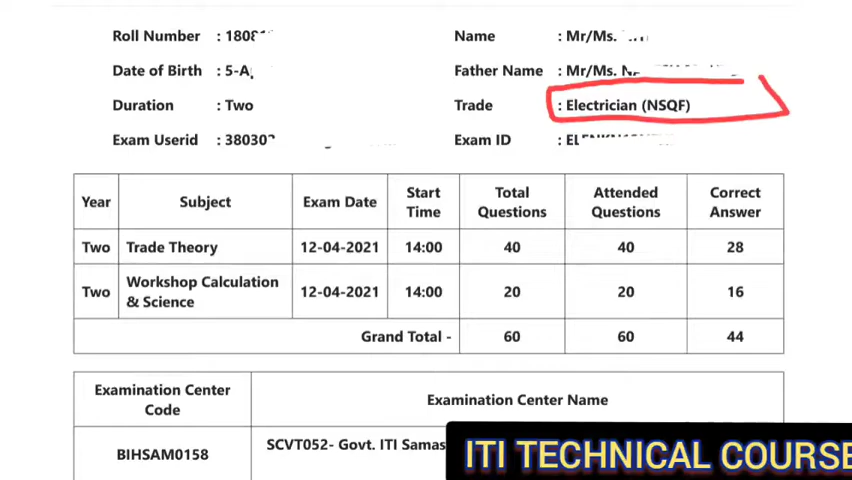 Roll Number : 1808
Name : Mr/Ms.
Date of Birth : 5-A
Father Name : Mr/Ms.
Duration : Two
Trade : Electrician (NSQF)
Exam Userid : 38030
Exam ID : EL
Year Subject Exam Date Start Time Total Questions Attended Questions Correct Answer
Two Trade Theory 12-04-2021 14:00 40 40 28
Two Workshop Calculation & Science 12-04-2021 14:00 20 20 16
Grand Total - 60 60 44
Examination Center Code Examination Center Name
BIHSAM0158 SCVT052- Govt. ITI Samas
ITI TECHNICAL COURSE